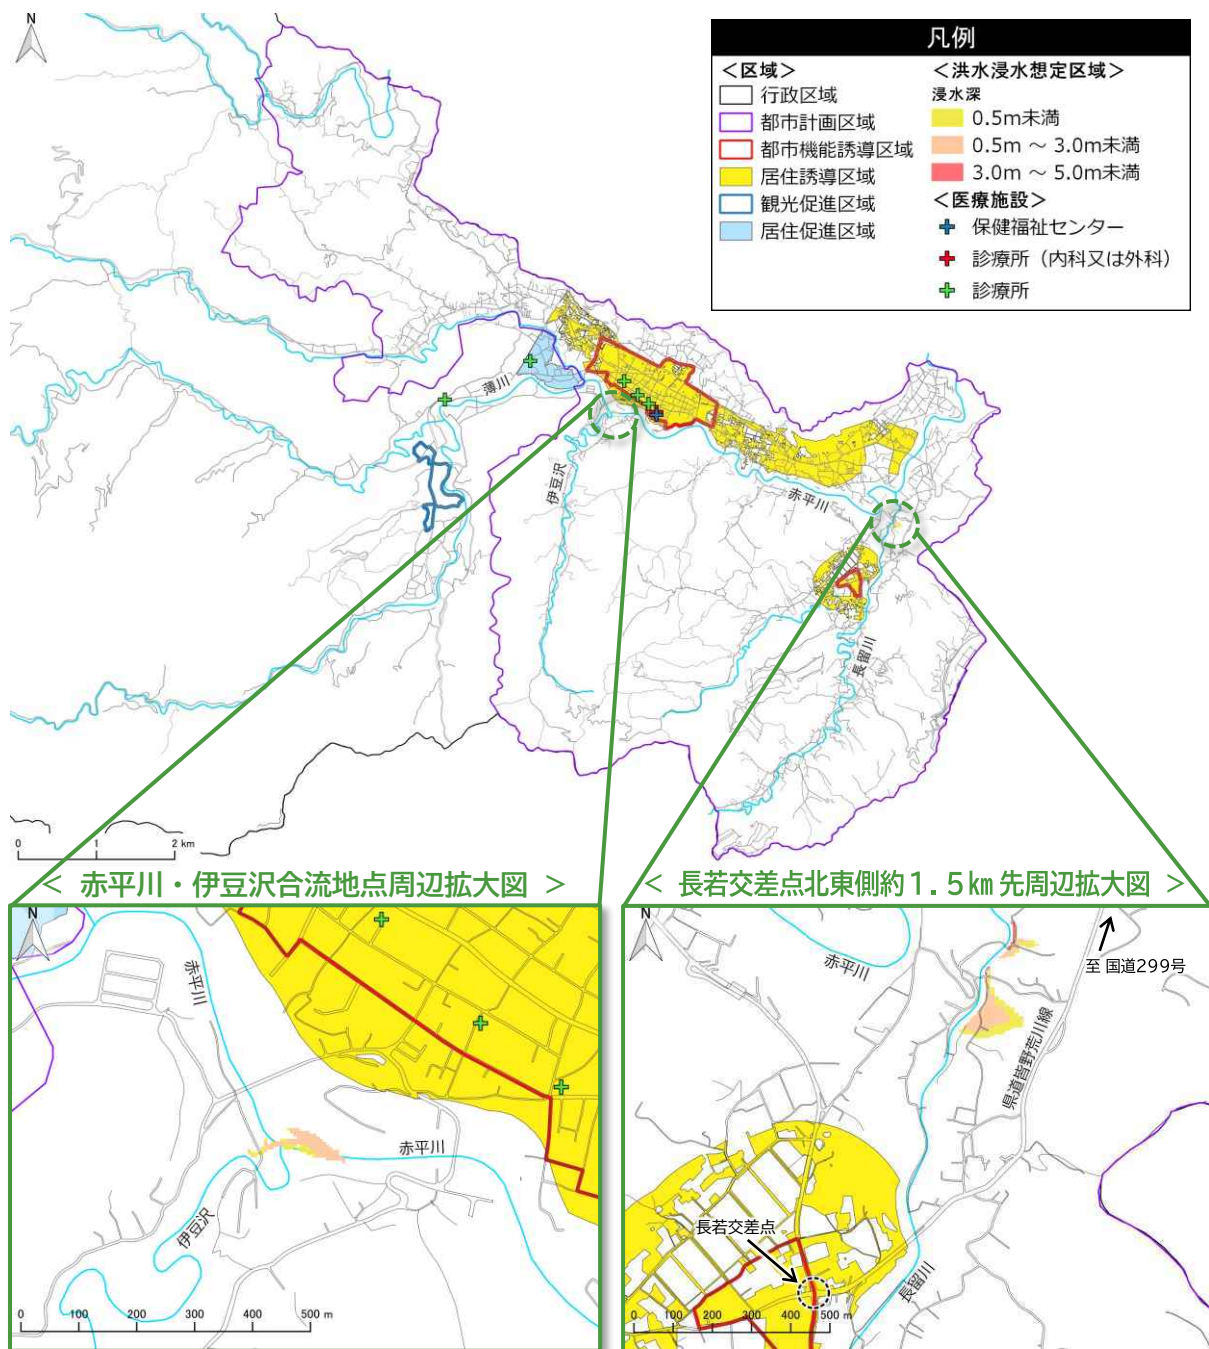 N
凡例
＜区域＞
行政区域
都市計画区域
都市機能誘導区域
居住誘導区域
観光促進区域
居住促進区域
＜洪水浸水想定区域＞
浸水深
0.5m未満
0.5m ～ 3.0m未満
3.0m ～ 5.0m未満
＜医療施設＞
保健福祉センター
診療所（内科又は外科）
診療所
薄川
伊豆沢
赤平川
長留川
0 1 2 km
＜ 赤平川・伊豆沢合流地点周辺拡大図 ＞
N
赤平川
赤平川
伊豆沢
0 100 200 300 400 500 m
＜ 長若交差点北東側約１.５㎞先周辺拡大図 ＞
N
赤平川
至 国道299号
県道皆野荒川線
長若交差点
長留川
0 100 200 300 400 500 m